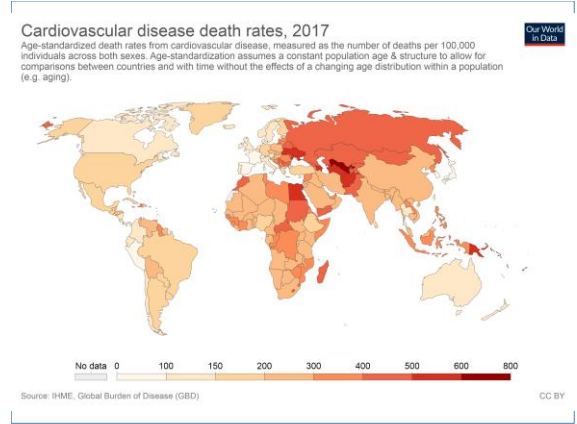 Cardiovascular disease death rates, 2017
Our World
in Data
Age-standardized death rates from cardiovascular disease, measured as the number of deaths per 100,000
individuals across both sexes. Age-standardization assumes a constant population age & structure to allow for
comparisons between countries and with time without the effects of a changing age distribution within a population
(e.g. aging).
No data 0 100 150 200 300 400 500 600 800
Source: IHME, Global Burden of Disease (GBD)
CC BY